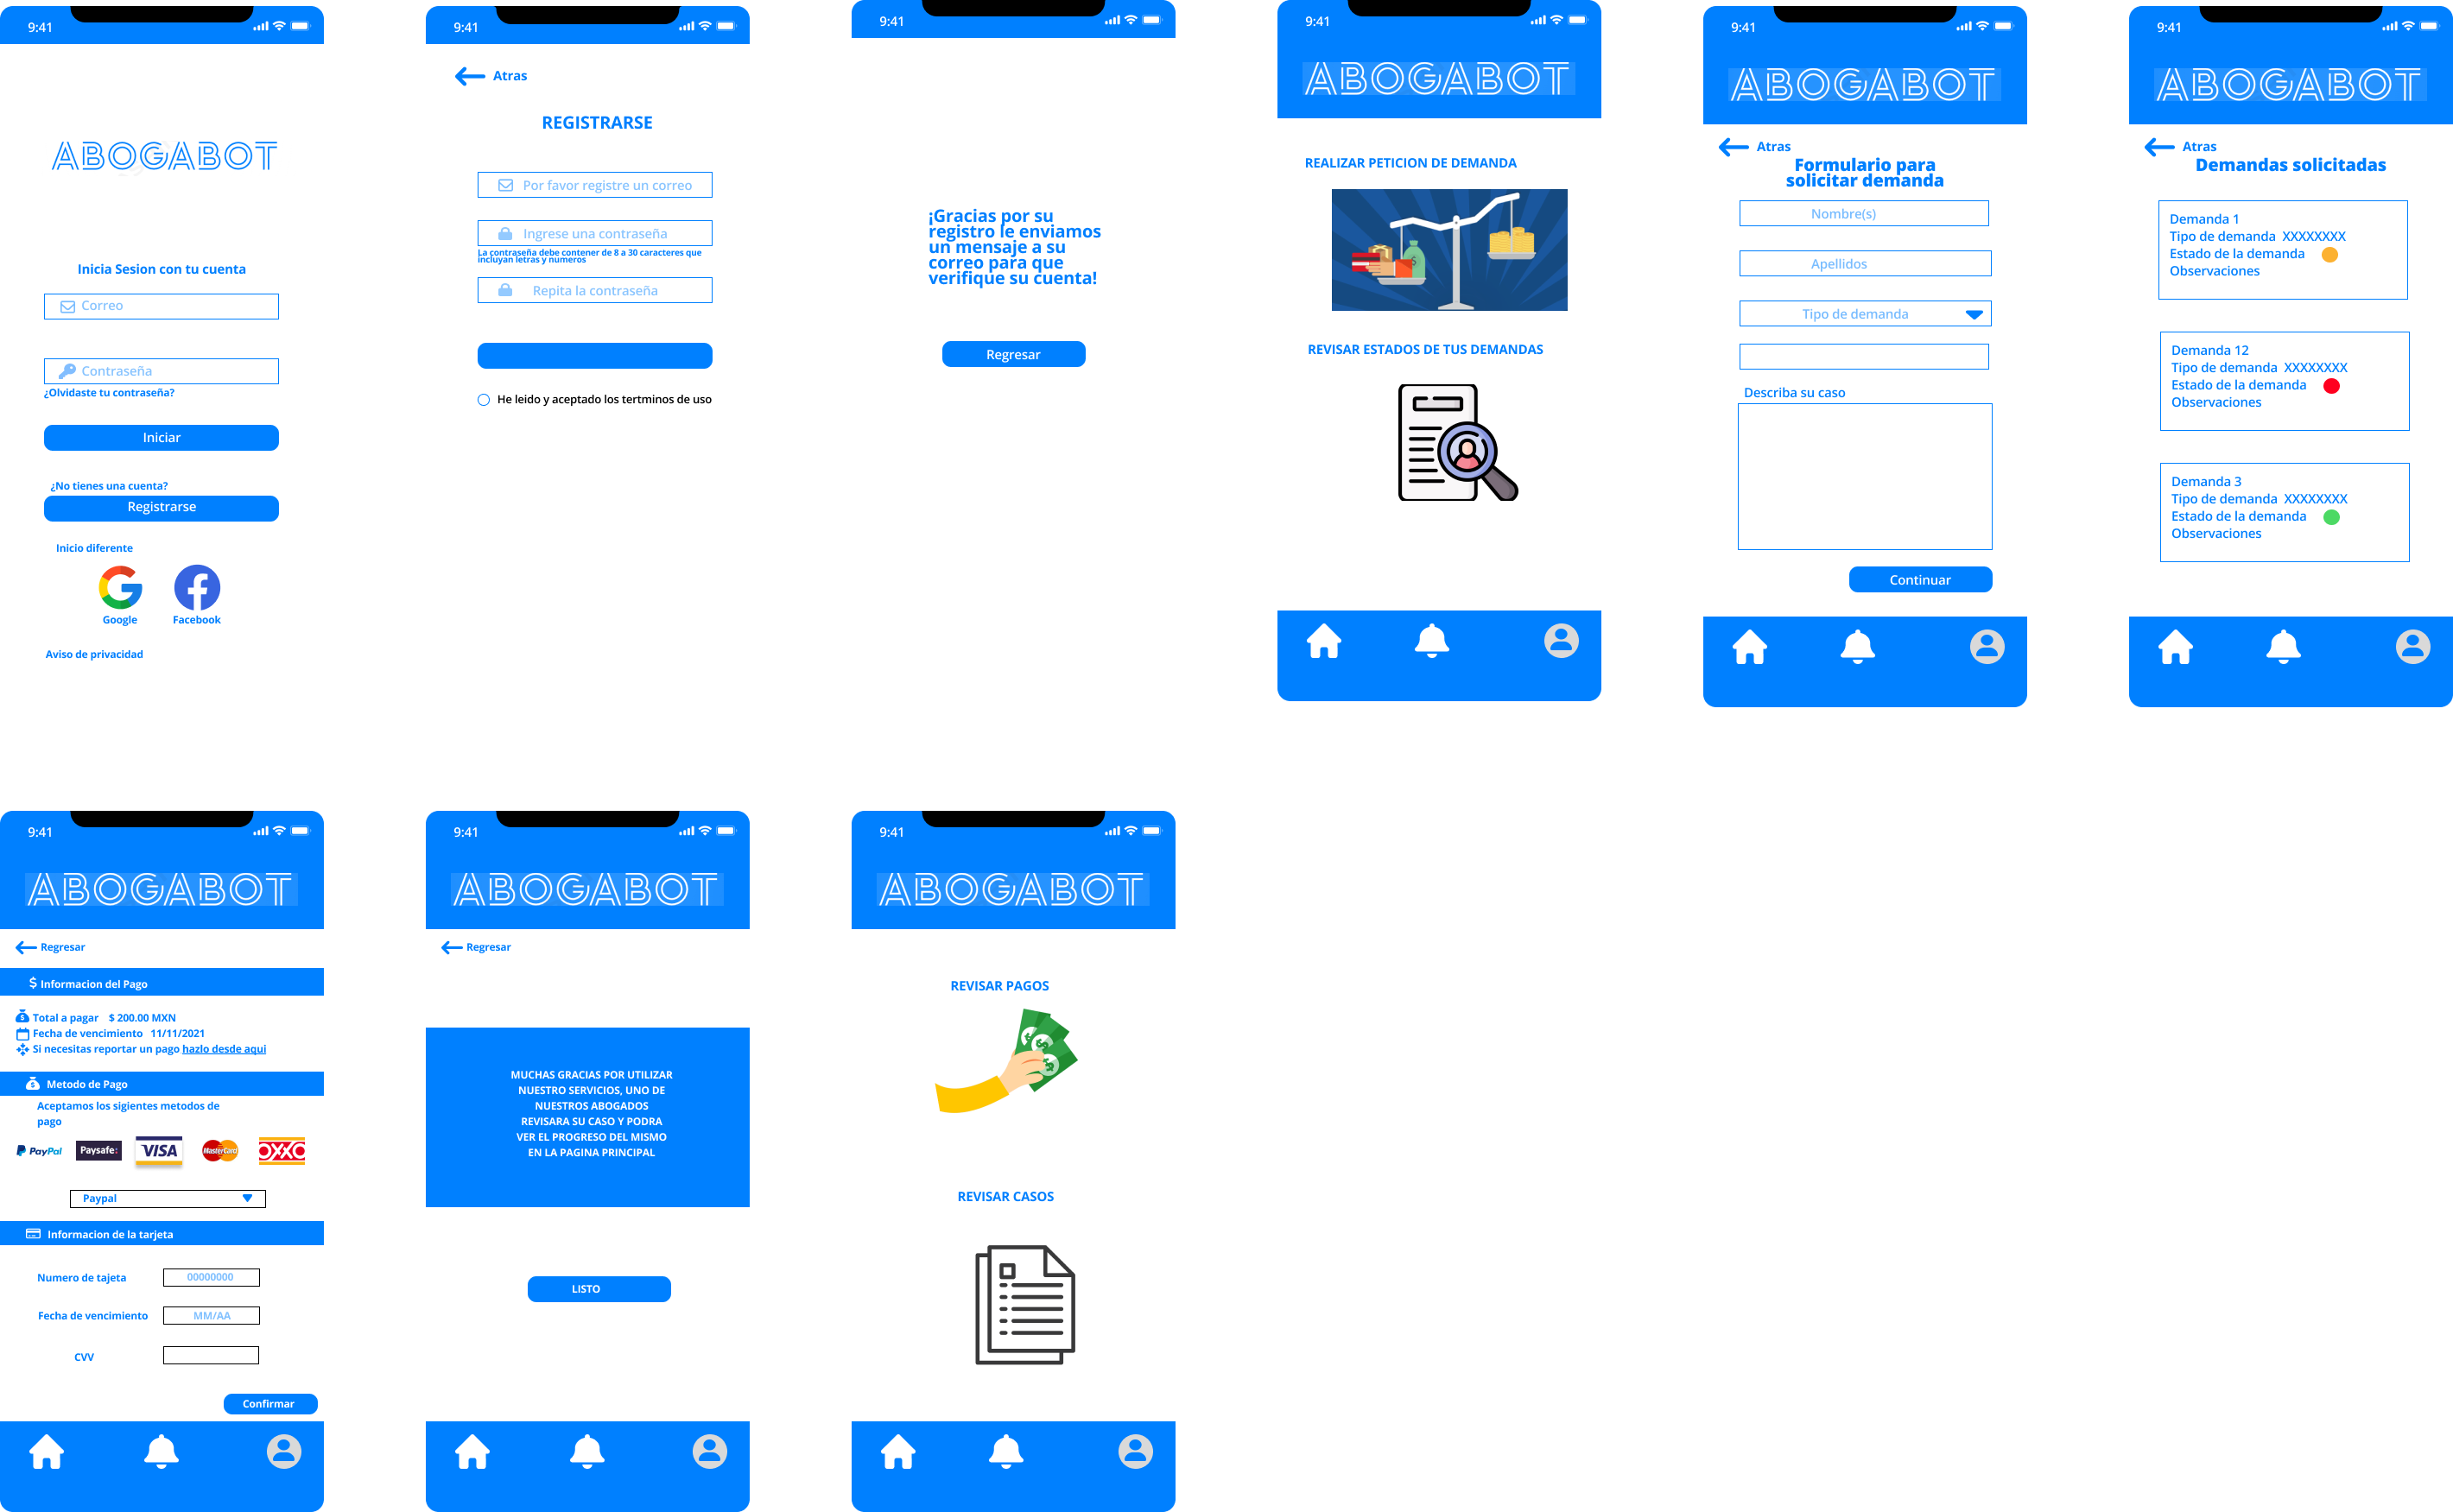 9:41
ABOGABOT
Inicia Sesion con tu cuenta
Correo
Contraseña
¿Olvidaste tu contraseña?
Iniciar
¿No tienes una cuenta?
Registrarse
Inicio diferente
Google
Facebook
Aviso de privacidad
9:41
Atras
REGISTRARSE
Por favor registre un correo
Ingrese una contraseña
La contraseña debe contener de 8 a 30 caracteres que
incluyan letras y numeros
Repita la contraseña
He leido y aceptado los tertminos de uso
9:41
¡Gracias por su
registro le enviamos
un mensaje a su
correo para que
verifique su cuenta!
Regresar
9:41
ABOGABOT
REALIZAR PETICION DE DEMANDA
$
REVISAR ESTADOS DE TUS DEMANDAS
9:41
ABOGABOT
Atras
Formulario para
solicitar demanda
Nombre(s)
Apellidos
Tipo de demanda
Describa su caso
Continuar
9:41
ABOGABOT
Atras
Demandas solicitadas
Demanda 1
Tipo de demanda XXXXXXXX
Estado de la demanda
Observaciones
Demanda 12
Tipo de demanda XXXXXXXX
Estado de la demanda
Observaciones
Demanda 3
Tipo de demanda XXXXXXXX
Estado de la demanda
Observaciones
9:41
ABOGABOT
Regresar
$ Informacion del Pago
Total a pagar $ 200.00 MXN
Fecha de vencimiento 11/11/2021
Si necesitas reportar un pago hazlo desde aqui
Metodo de Pago
Aceptamos los sigientes metodos de
pago
PayPal Paysafe: VISA MasterCard OXXO
Paypal
Informacion de la tarjeta
Numero de tajeta 00000000
Fecha de vencimiento MM/AA
CVV
Confirmar
9:41
ABOGABOT
Regresar
MUCHAS GRACIAS POR UTILIZAR
NUESTRO SERVICIOS, UNO DE
NUESTROS ABOGADOS
REVISARA SU CASO Y PODRA
VER EL PROGRESO DEL MISMO
EN LA PAGINA PRINCIPAL
LISTO
9:41
ABOGABOT
REVISAR PAGOS
$ $ $
REVISAR CASOS